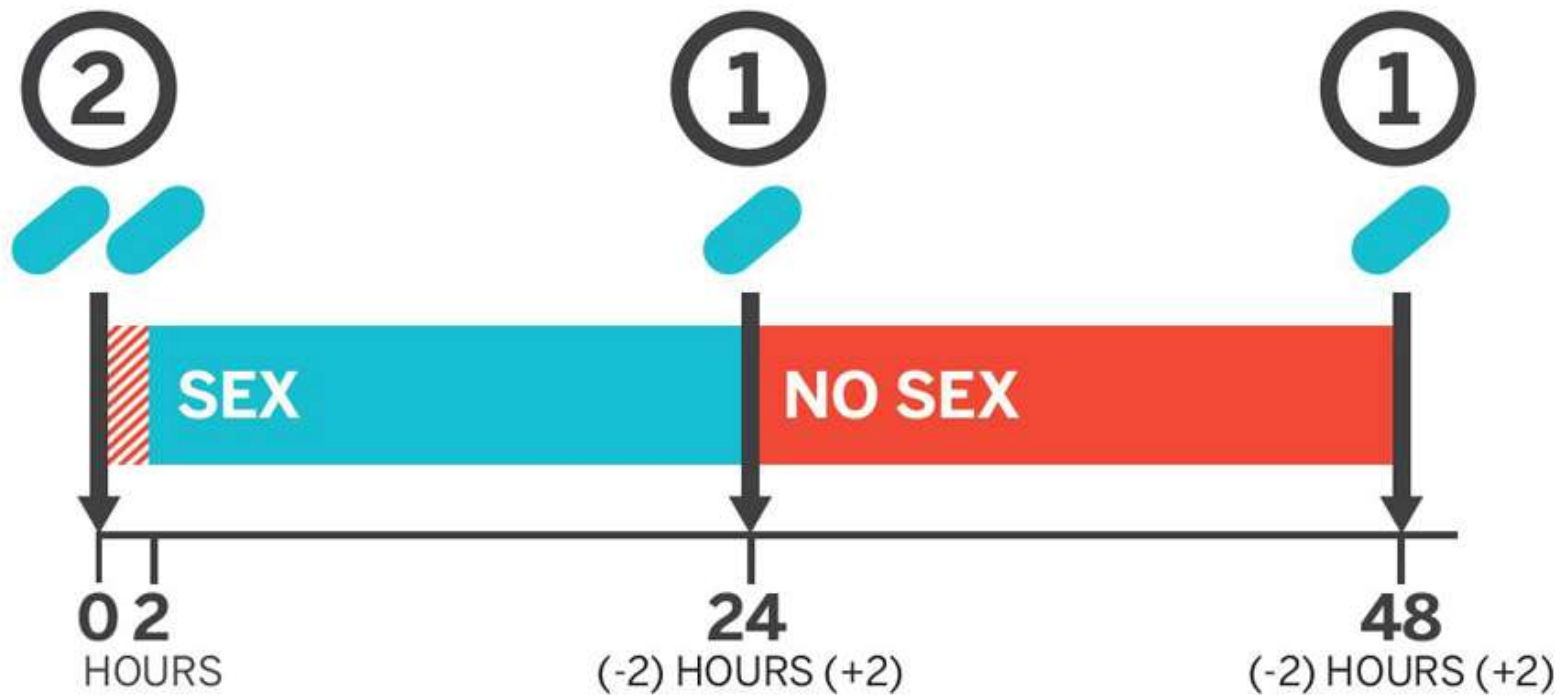 2 1 1
SEX NO SEX
0 2 24 48
HOURS (-2) HOURS (+2) (-2) HOURS (+2)